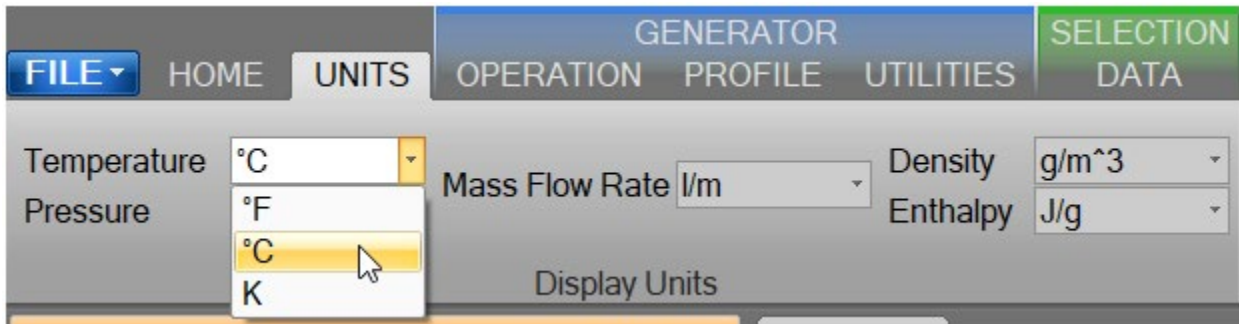 GENERATOR SELECTION
FILE HOME UNITS OPERATION PROFILE UTILITIES DATA
Temperature °C Mass Flow Rate l/m Density g/m^3
Pressure °F Enthalpy J/g
°C
K
Display Units